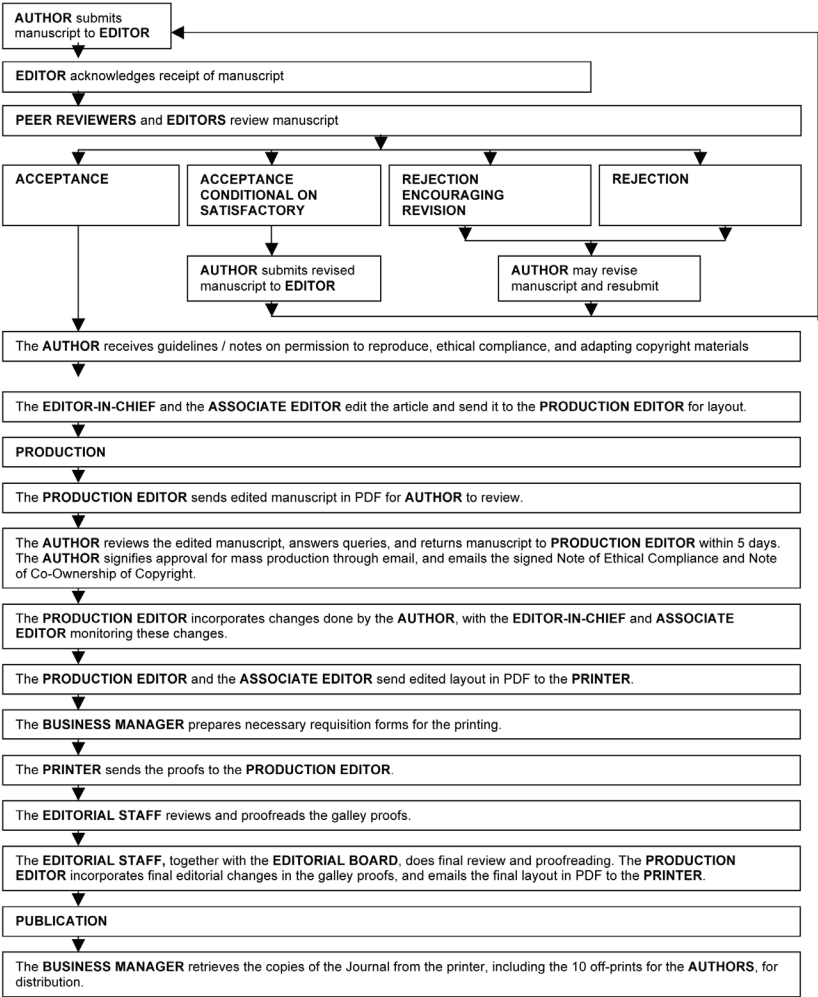 AUTHOR submits
manuscript to EDITOR
EDITOR acknowledges receipt of manuscript
PEER REVIEWERS and EDITORS review manuscript
ACCEPTANCE
ACCEPTANCE
CONDITIONAL ON
SATISFACTORY
REJECTION
ENCOURAGING
REVISION
REJECTION
AUTHOR submits revised
manuscript to EDITOR
AUTHOR may revise
manuscript and resubmit
The AUTHOR receives guidelines / notes on permission to reproduce, ethical compliance, and adapting copyright materials
The EDITOR-IN-CHIEF and the ASSOCIATE EDITOR edit the article and send it to the PRODUCTION EDITOR for layout.
PRODUCTION
The PRODUCTION EDITOR sends edited manuscript in PDF for AUTHOR to review.
The AUTHOR reviews the edited manuscript, answers queries, and returns manuscript to PRODUCTION EDITOR within 5 days.
The AUTHOR signifies approval for mass production through email, and emails the signed Note of Ethical Compliance and Note
of Co-Ownership of Copyright.
The PRODUCTION EDITOR incorporates changes done by the AUTHOR, with the EDITOR-IN-CHIEF and ASSOCIATE
EDITOR monitoring these changes.
The PRODUCTION EDITOR and the ASSOCIATE EDITOR send edited layout in PDF to the PRINTER.
The BUSINESS MANAGER prepares necessary requisition forms for the printing.
The PRINTER sends the proofs to the PRODUCTION EDITOR.
The EDITORIAL STAFF reviews and proofreads the galley proofs.
The EDITORIAL STAFF, together with the EDITORIAL BOARD, does final review and proofreading. The PRODUCTION
EDITOR incorporates final editorial changes in the galley proofs, and emails the final layout in PDF to the PRINTER.
PUBLICATION
The BUSINESS MANAGER retrieves the copies of the Journal from the printer, including the 10 off-prints for the AUTHORS, for
distribution.